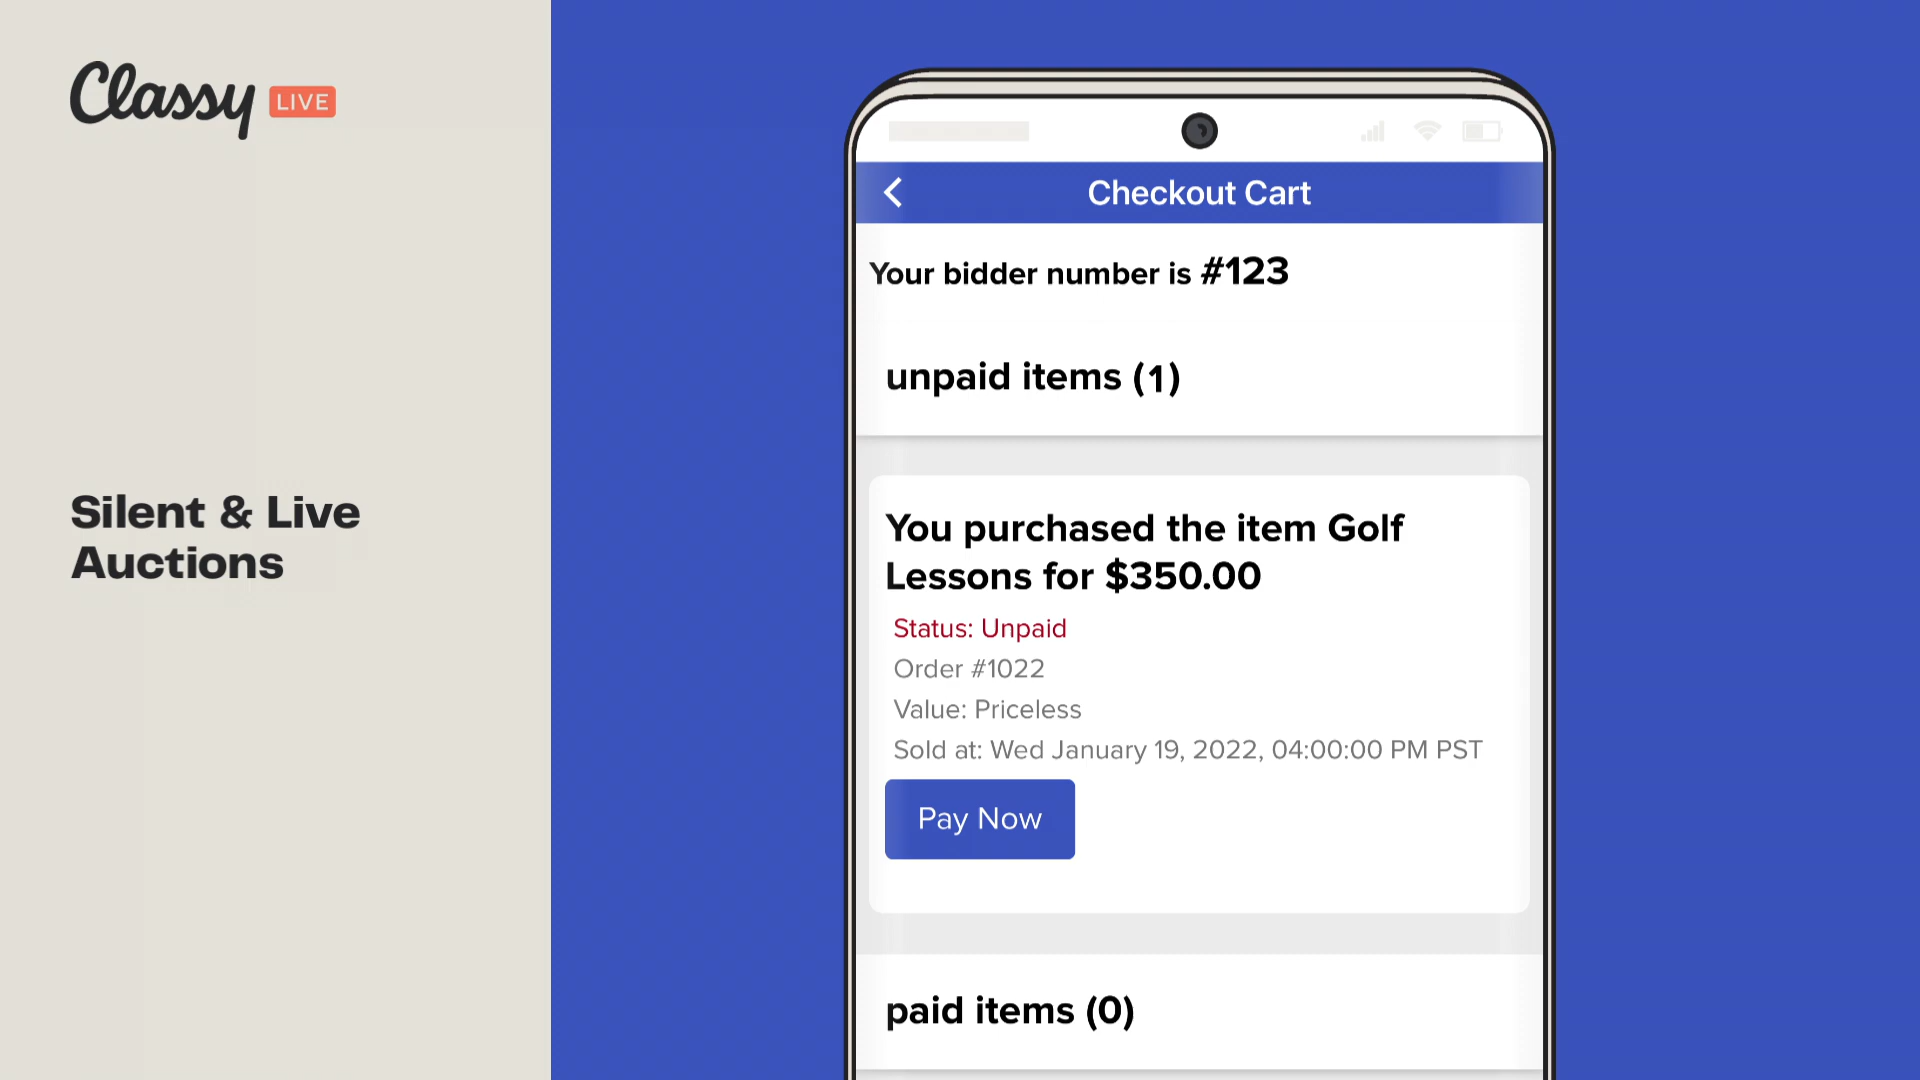 Classy LIVE
Silent & Live
Auctions
Checkout Cart
Your bidder number is #123
unpaid items (1)
You purchased the item Golf
Lessons for $350.00
Status: Unpaid
Order #1022
Value: Priceless
Sold at: Wed January 19, 2022, 04:00:00 PM PST
Pay Now
paid items (0)